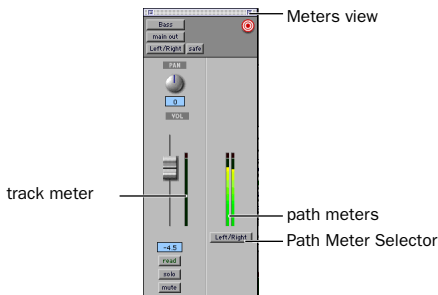 Meters view
Bass
main out
Left/Right safe
PAN
0
VOL
track meter
path meters
Left/Right
Path Meter Selector
-4.5
read
solo
mute